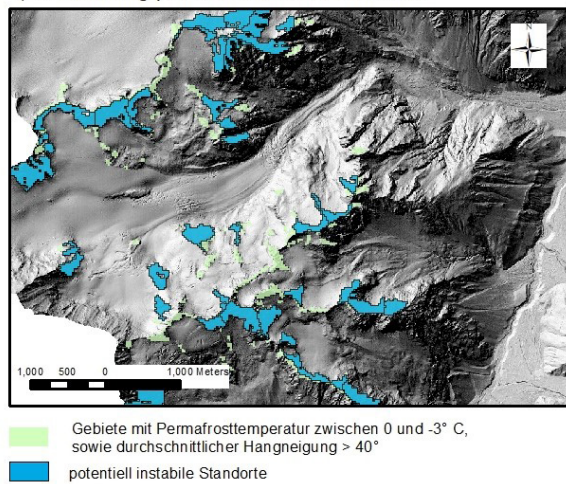 1,000 500 0 1,000 Meters
Gebiete mit Permafrosttemperatur zwischen 0 und -3° C,
sowie durchschnittlicher Hangneigung > 40°
potentiell instabile Standorte